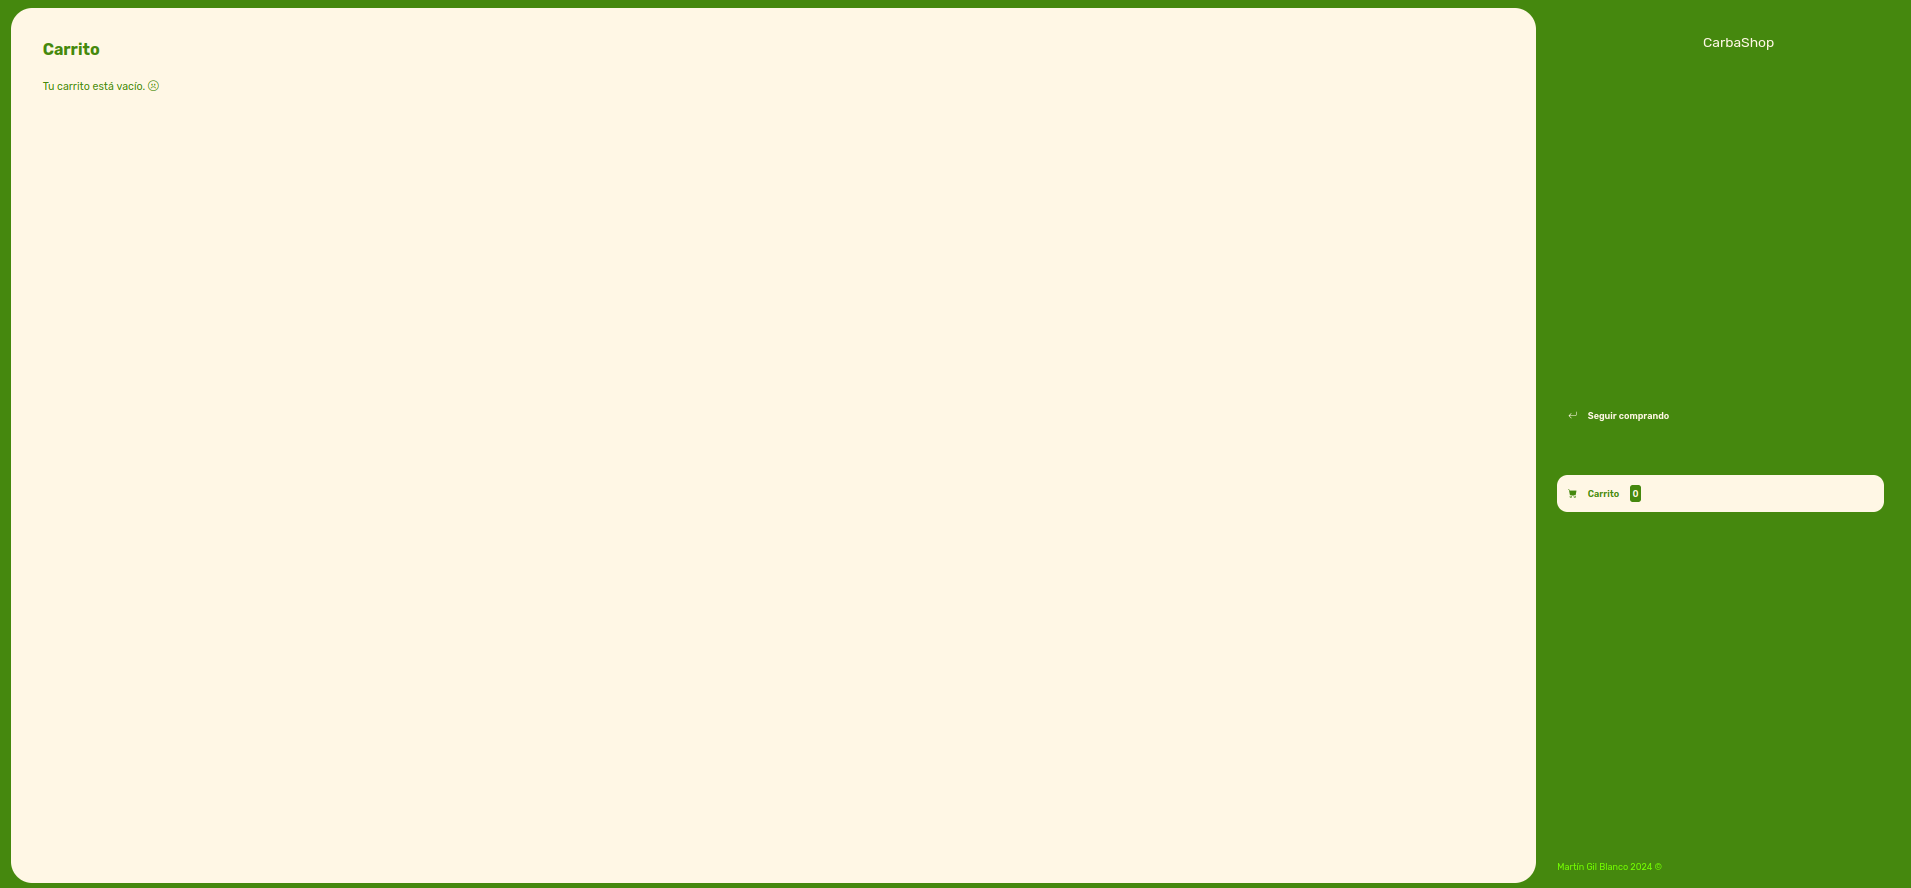 Carrito
Tu carrito está vacío.
CarbaShop
Seguir comprando
Carrito 0
Martín Gil Blanco 2024 ©